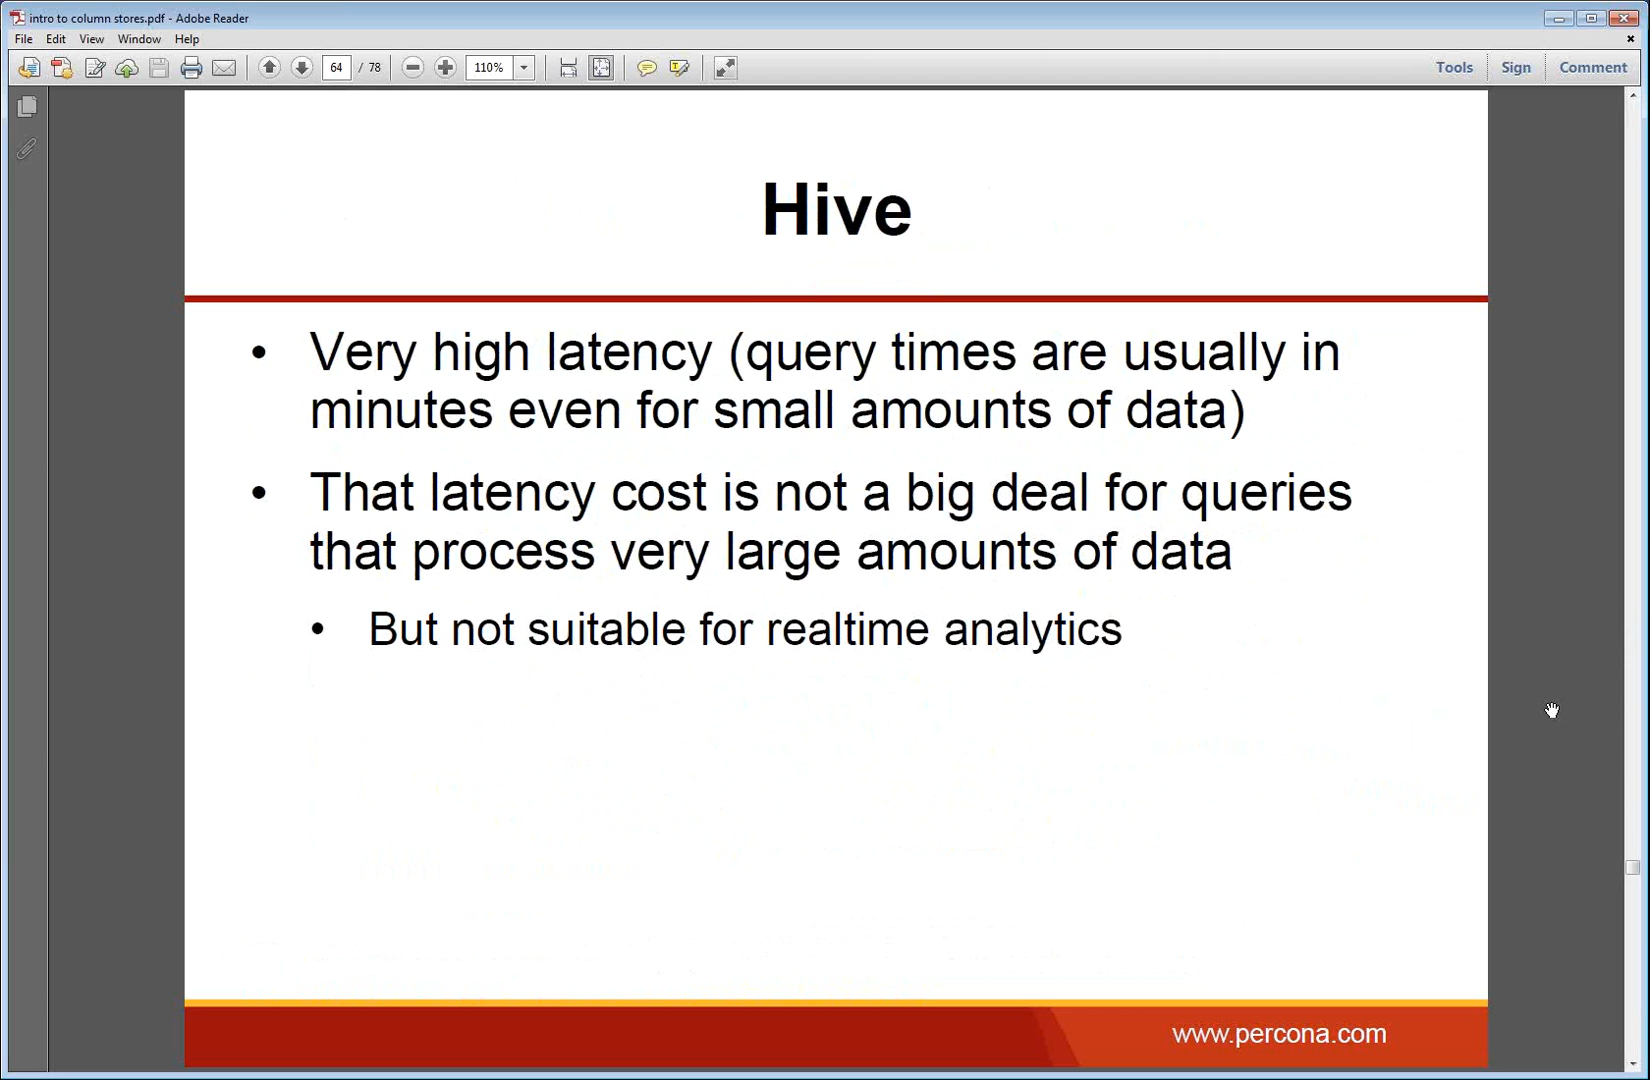 intro to column stores.pdf - Adobe Reader
File Edit View Window Help
64 / 78 110% Tools Sign Comment
Hive
• Very high latency (query times are usually in
minutes even for small amounts of data)
• That latency cost is not a big deal for queries
that process very large amounts of data
• But not suitable for realtime analytics
www.percona.com